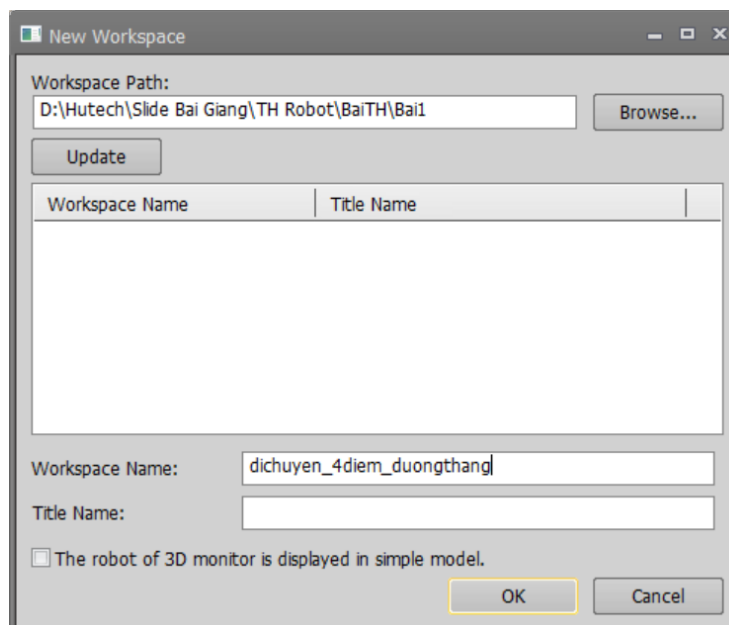 New Workspace
Workspace Path:
D:\Hutech\Slide Bai Giang\TH Robot\BaiTH\Bai1
Browse...
Update
Workspace Name Title Name
Workspace Name:
dichuyen_4diem_duongthang
Title Name:
The robot of 3D monitor is displayed in simple model.
OK Cancel